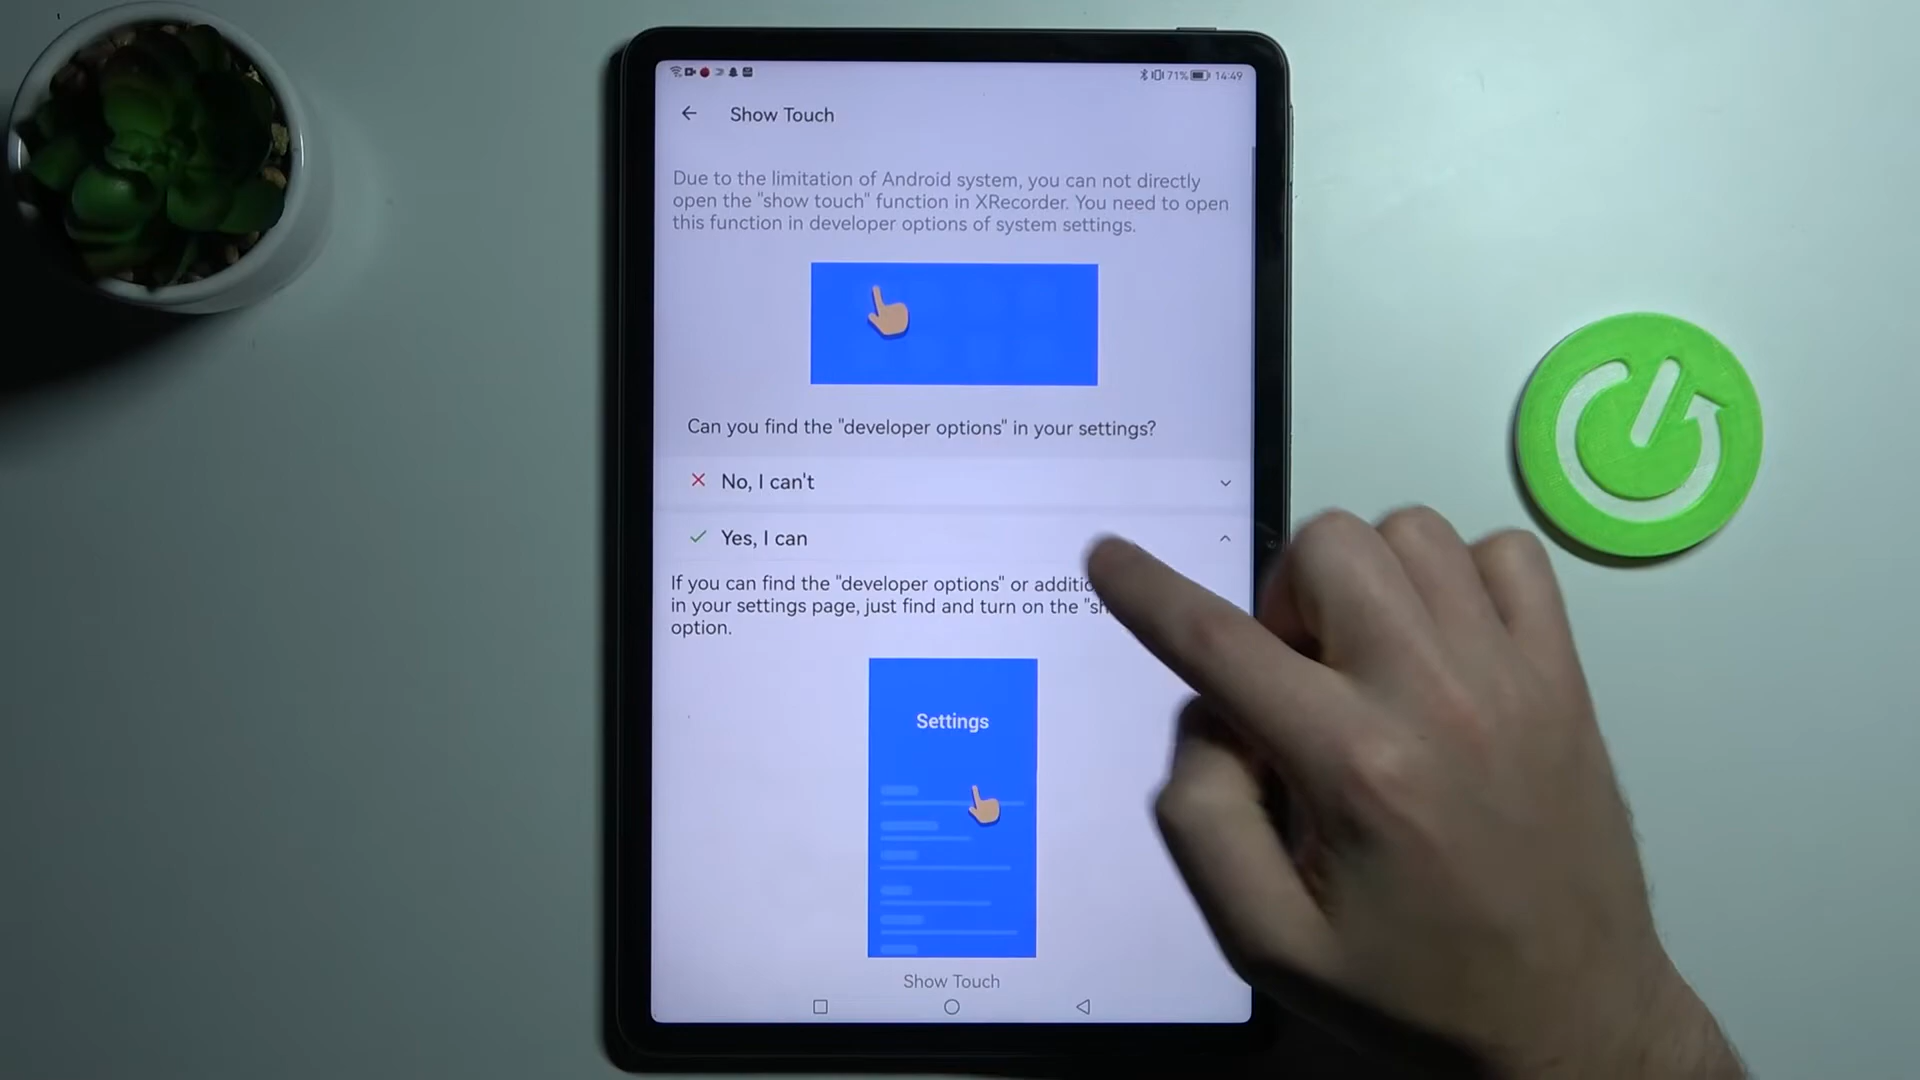 71% 14:49
Show Touch
Due to the limitation of Android system, you can not directly
open the "show touch" function in XRecorder. You need to open
this function in developer options of system settings.
Can you find the "developer options" in your settings?
No, I can't
Yes, I can
If you can find the "developer options" or
in your settings page, just find and turn on the
option.
Settings
Show Touch